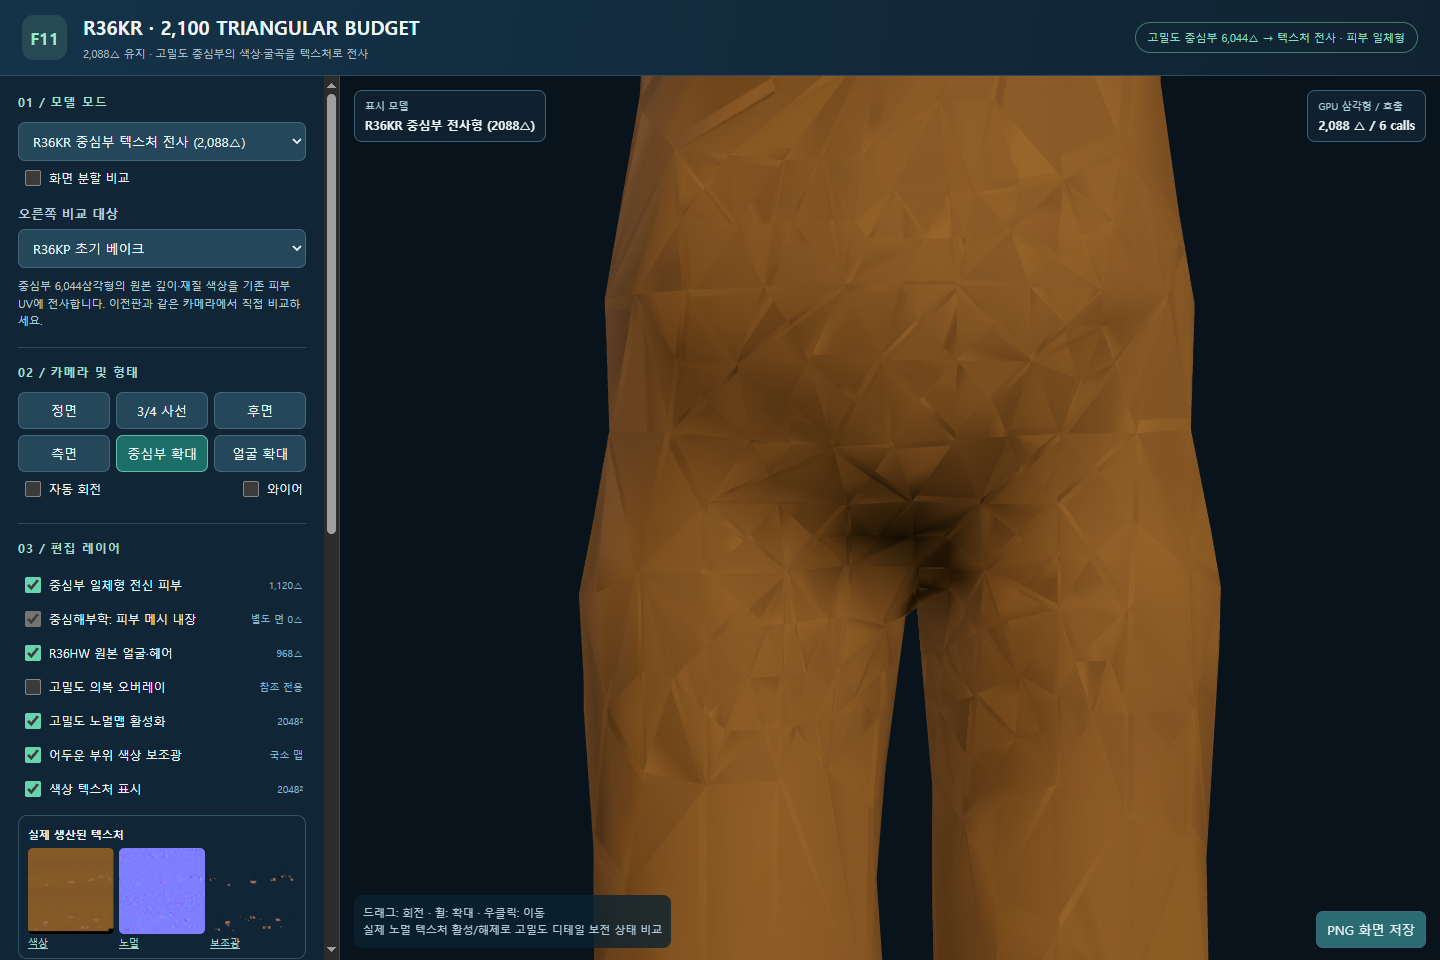 F11
R36KR · 2,100 TRIANGULAR BUDGET
2,088△ 유지 · 고밀도 중심부의 색상·굴곡을 텍스처로 전사
고밀도 중심부 6,044△ → 텍스처 전사 · 피부 일체형
01 / 모델 모드
R36KR 중심부 텍스처 전사 (2,088△)
화면 분할 비교
오른쪽 비교 대상
R36KP 초기 베이크
중심부 6,044삼각형의 원본 깊이·재질 색상을 기존 피부
UV에 전사합니다. 이전판과 같은 카메라에서 직접 비교하
세요.
02 / 카메라 및 형태
정면
3/4 사선
후면
측면
중심부 확대
얼굴 확대
자동 회전
와이어
03 / 편집 레이어
중심부 일체형 전신 피부
1,120△
중심해부학: 피부 메시 내장
별도 면 0△
R36HW 원본 얼굴·헤어
968△
고밀도 의복 오버레이
참조 전용
고밀도 노멀맵 활성화
2048²
어두운 부위 색상 보조광
국소 맵
색상 텍스처 표시
2048²
실제 생산된 텍스처
색상
노멀
보조광
표시 모델
R36KR 중심부 전사형 (2088△)
GPU 삼각형 / 호출
2,088 △ / 6 calls
드래그: 회전 · 휠: 확대 · 우클릭: 이동
실제 노멀 텍스처 활성/해제로 고밀도 디테일 보전 상태 비교
PNG 화면 저장